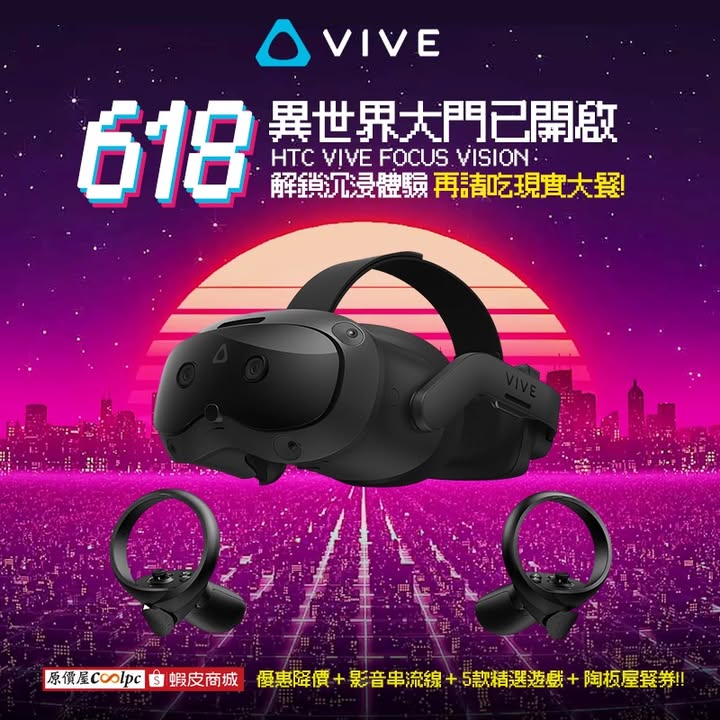 VIVE
618 異世界大門已開啟
HTC VIVE FOCUS VISION
解鎖沉浸體驗 再請吃現實大餐!
VIVE
原價屋coolpc 蝦皮商城 優惠降價+影音串流線+5款精選遊戲+陶板屋餐券!!